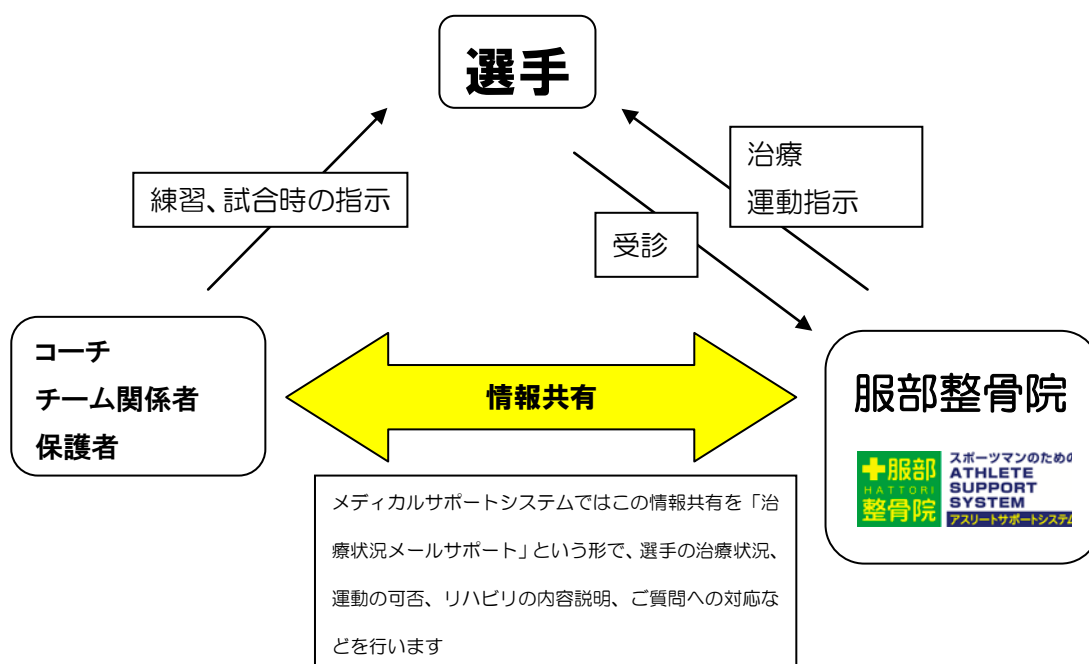 選手
治療
運動指示
練習、試合時の指示
受診
コーチ
チーム関係者
保護者
情報共有
服部整骨院
服部
HATTORI
整骨院
スポーツマンのための
ATHLETE
SUPPORT
SYSTEM
アスリートサポートシステム
メディカルサポートシステムではこの情報共有を「治
療状況メールサポート」という形で、選手の治療状況、
運動の可否、リハビリの内容説明、ご質問への対応な
どを行います